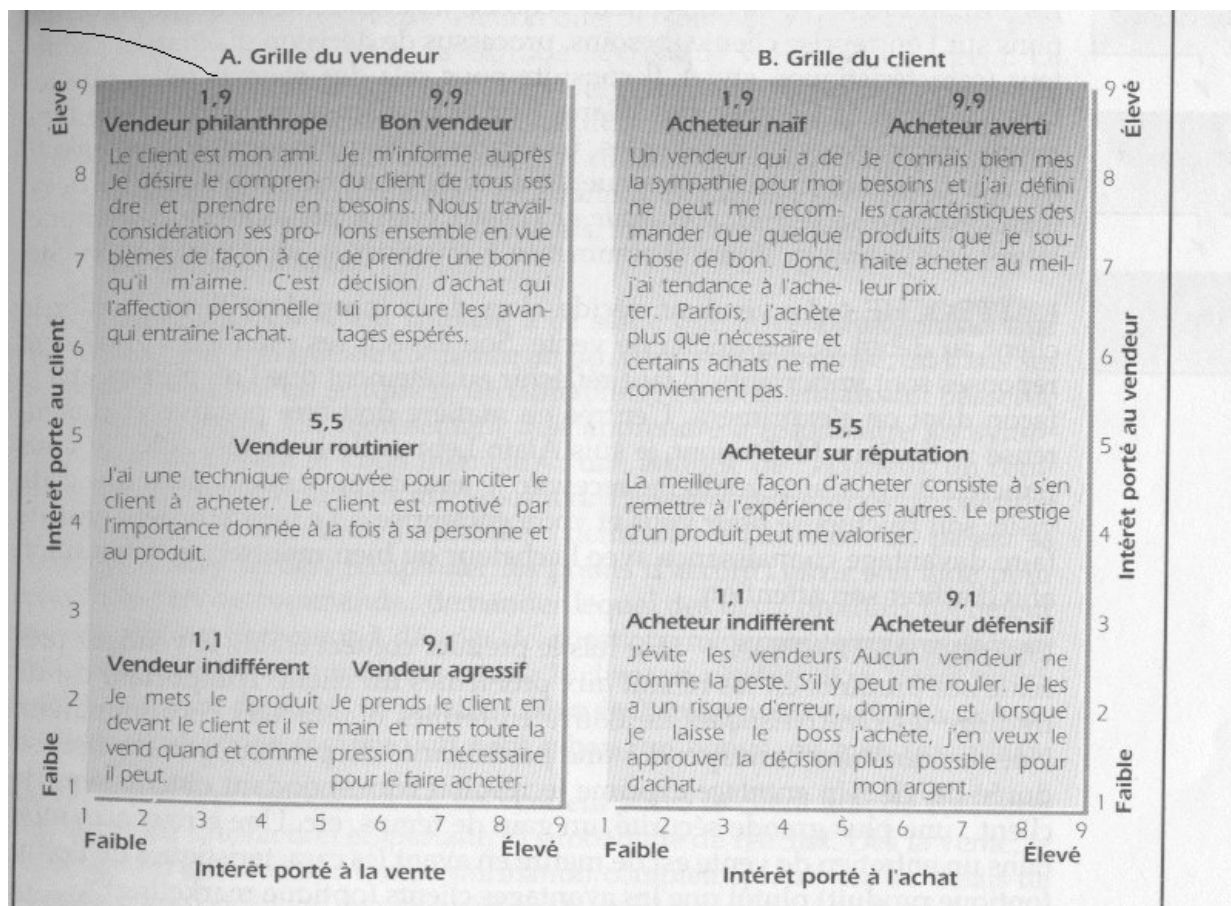 A. Grille du vendeur
Élevé
Intérêt porté au client
Faible
9
8
7
6
5
4
3
2
1
1,9
Vendeur philanthrope
Le client est mon ami.
Je désire le compren-
dre et prendre en
considération ses pro-
blèmes de façon à ce
qu'il m'aime. C'est
l'affection personnelle
qui entraîne l'achat.
9,9
Bon vendeur
Je m'informe auprès
du client de tous ses
besoins. Nous travail-
lons ensemble en vue
de prendre une bonne
décision d'achat qui
lui procure les avan-
tages espérés.
5,5
Vendeur routinier
J'ai une technique éprouvée pour inciter le
client à acheter. Le client est motivé par
l'importance donnée à la fois à sa personne et
au produit.
1,1
Vendeur indifférent
Je mets le produit
devant le client et il se
vend quand et comme
il peut.
9,1
Vendeur agressif
Je prends le client en
main et mets toute la
pression nécessaire
pour le faire acheter.
2 3 4 5 6 7 8 9
Faible Élevé
Intérêt porté à la vente
B. Grille du client
1,9
Acheteur naïf
Un vendeur qui a de
la sympathie pour moi
ne peut me recom-
mander que quelque
chose de bon. Donc,
j'ai tendance à l'ache-
ter. Parfois, j'achète
plus que nécessaire et
certains achats ne me
conviennent pas.
9,9
Acheteur averti
Je connais bien mes
besoins et j'ai défini
les caractéristiques des
produits que je sou-
haite acheter au meil-
leur prix.
5,5
Acheteur sur réputation
La meilleure façon d'acheter consiste à s'en
remettre à l'expérience des autres. Le prestige
d'un produit peut me valoriser.
1,1
Acheteur indifférent
J'évite les vendeurs
comme la peste. S'il y
a un risque d'erreur,
je laisse le boss
approuver la décision
d'achat.
9,1
Acheteur défensif
Aucun vendeur ne
peut me rouler. Je les
domine, et lorsque
j'achète, j'en veux le
plus possible pour
mon argent.
9
8
7
6
5
4
3
2
1
Élevé
Intérêt porté au vendeur
Faible
1 2 3 4 5 6 7 8 9
Faible Élevé
Intérêt porté à l'achat